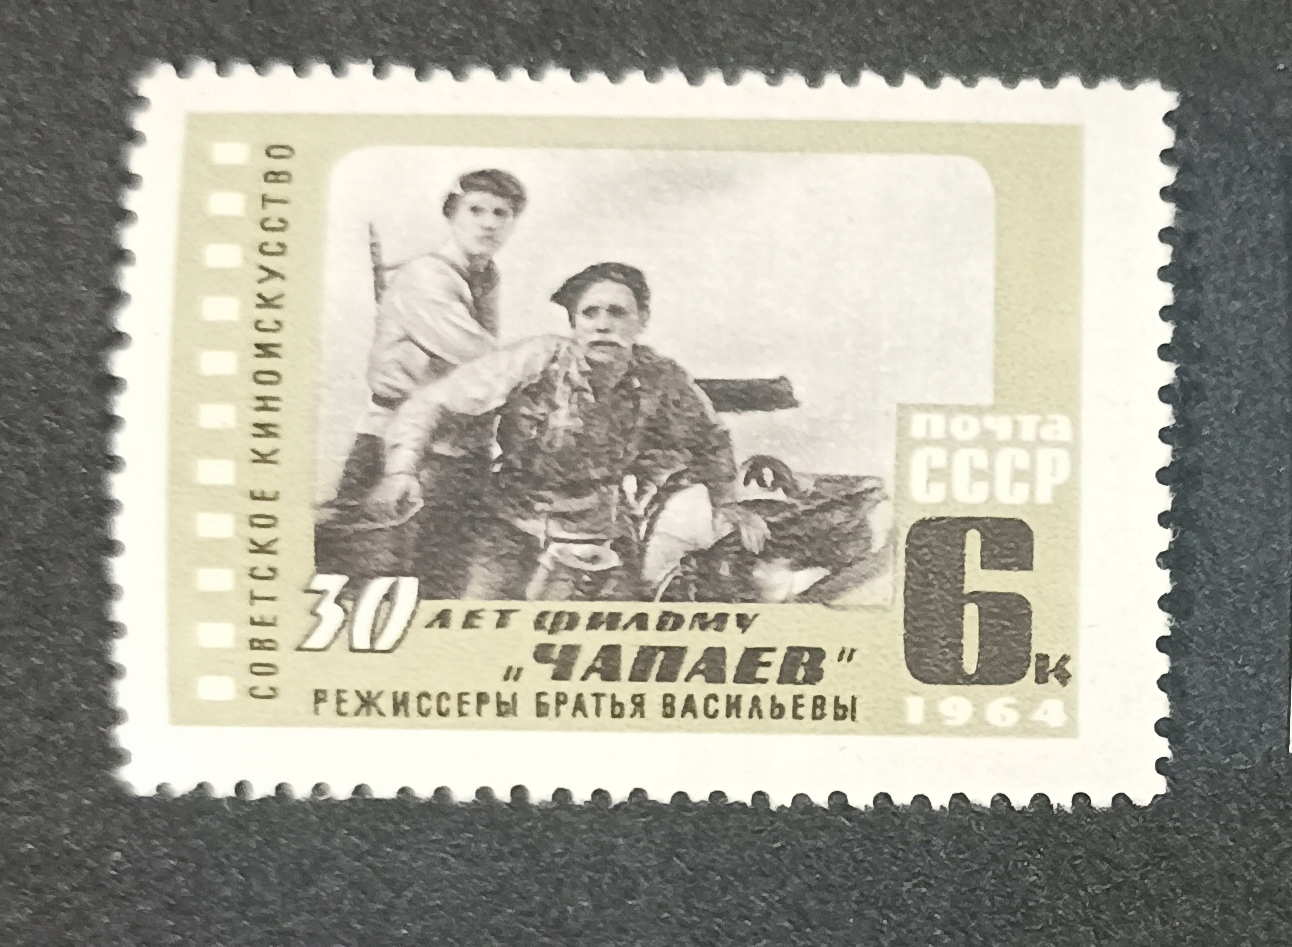 СОВЕТСКОЕ КИНОИСКУССТВО
почта
СССР
6к
1964
30 ЛЕТ ФИЛЬМУ
„ЧАПАЕВ"
РЕЖИССЕРЫ БРАТЬЯ ВАСИЛЬЕВЫ